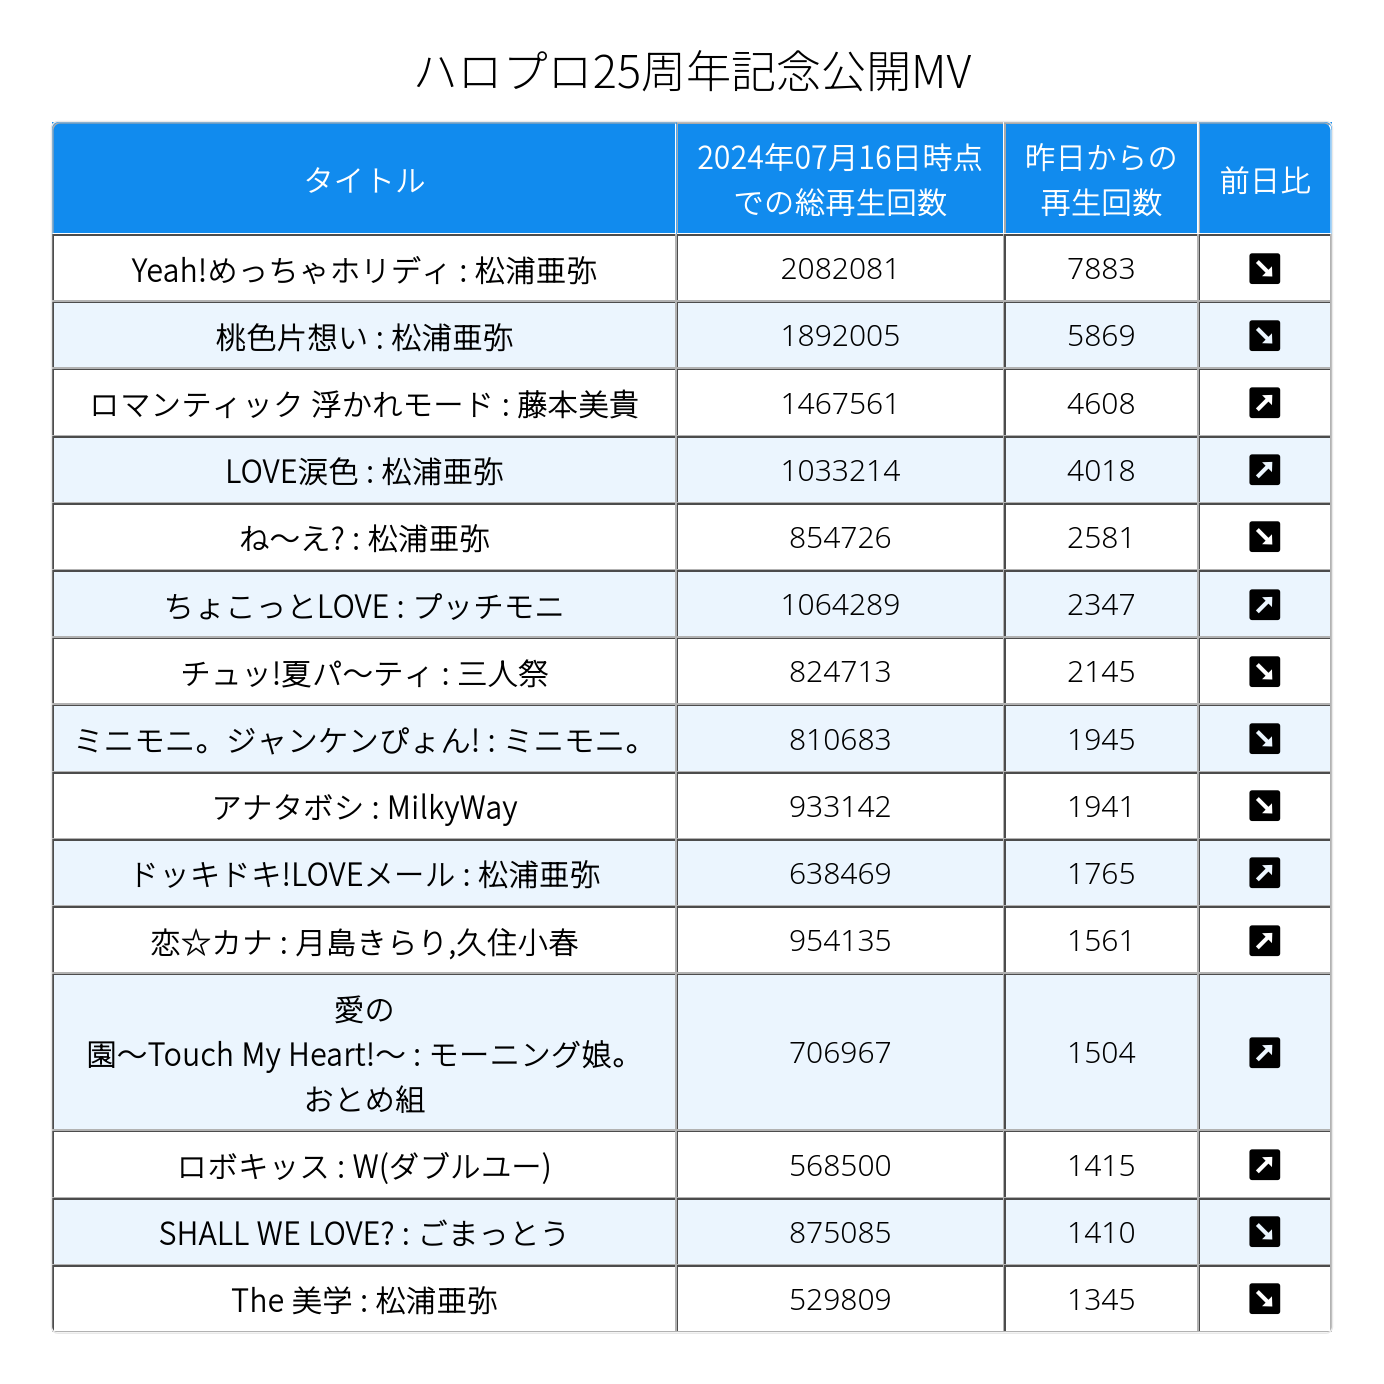 ハロプロ25周年記念公開MV
タイトル
2024年07月16日時点
での総再生回数
昨日からの
再生回数
前日比
Yeah!めっちゃホリディ : 松浦亜弥 2082081 7883
桃色片想い : 松浦亜弥 1892005 5869
ロマンティック 浮かれモード : 藤本美貴 1467561 4608
LOVE涙色 : 松浦亜弥 1033214 4018
ね〜え? : 松浦亜弥 854726 2581
ちょこっとLOVE : プッチモニ 1064289 2347
チュッ!夏パ〜ティ : 三人祭 824713 2145
ミニモニ。ジャンケンぴょん! : ミニモニ。 810683 1945
アナタボシ : MilkyWay 933142 1941
ドッキドキ!LOVEメール : 松浦亜弥 638469 1765
恋☆カナ : 月島きらり,久住小春 954135 1561
愛の
園〜Touch My Heart!〜 : モーニング娘。
おとめ組
706967 1504
ロボキッス : W(ダブルユー) 568500 1415
SHALL WE LOVE? : ごまっとう 875085 1410
The 美学 : 松浦亜弥 529809 1345